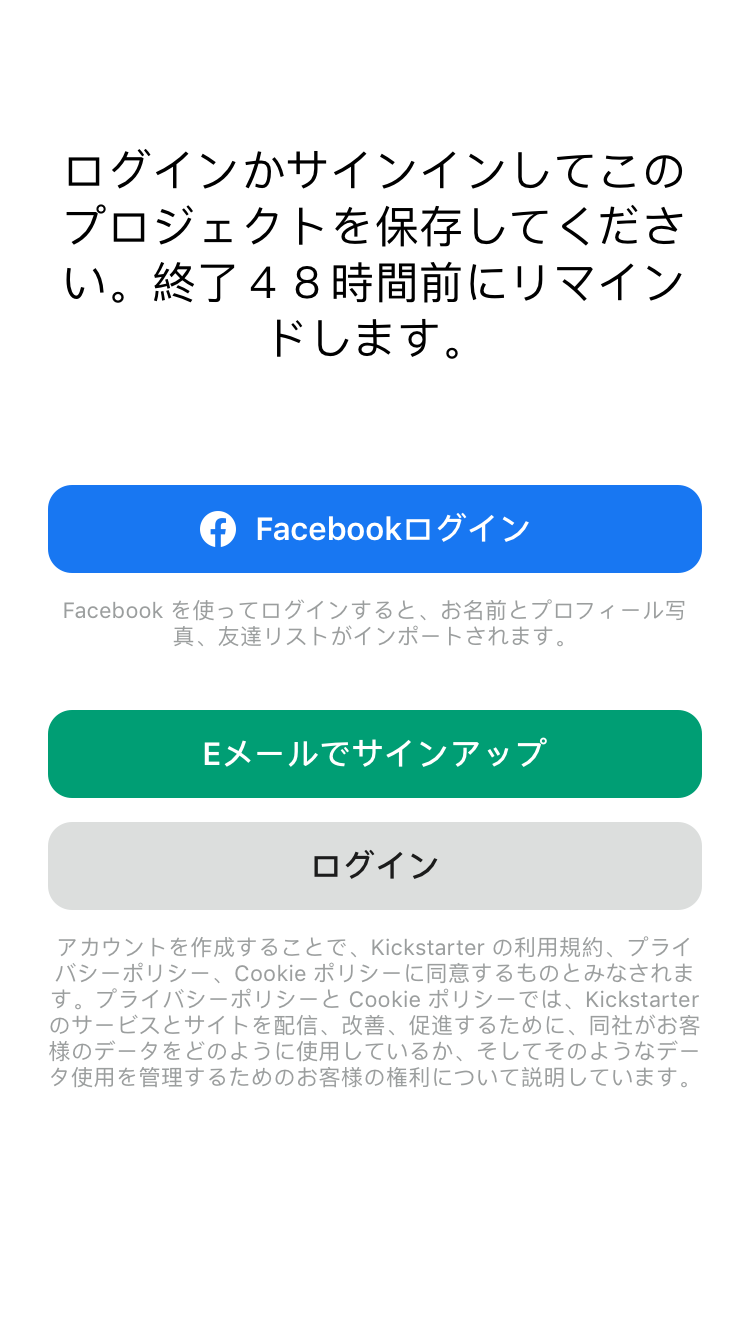 ログインかサインインしてこの
プロジェクトを保存してくださ
い。終了４８時間前にリマイン
ドします。
Facebookログイン
Facebook を使ってログインすると、お名前とプロフィール写
真、友達リストがインポートされます。
Eメールでサインアップ
ログイン
アカウントを作成することで、Kickstarter の利用規約、プライ
バシーポリシー、Cookie ポリシーに同意するものとみなされま
す。プライバシーポリシーと Cookie ポリシーでは、Kickstarter
のサービスとサイトを配信、改善、促進するために、同社がお客
様のデータをどのように使用しているか、そしてそのようなデー
タ使用を管理するためのお客様の権利について説明しています。